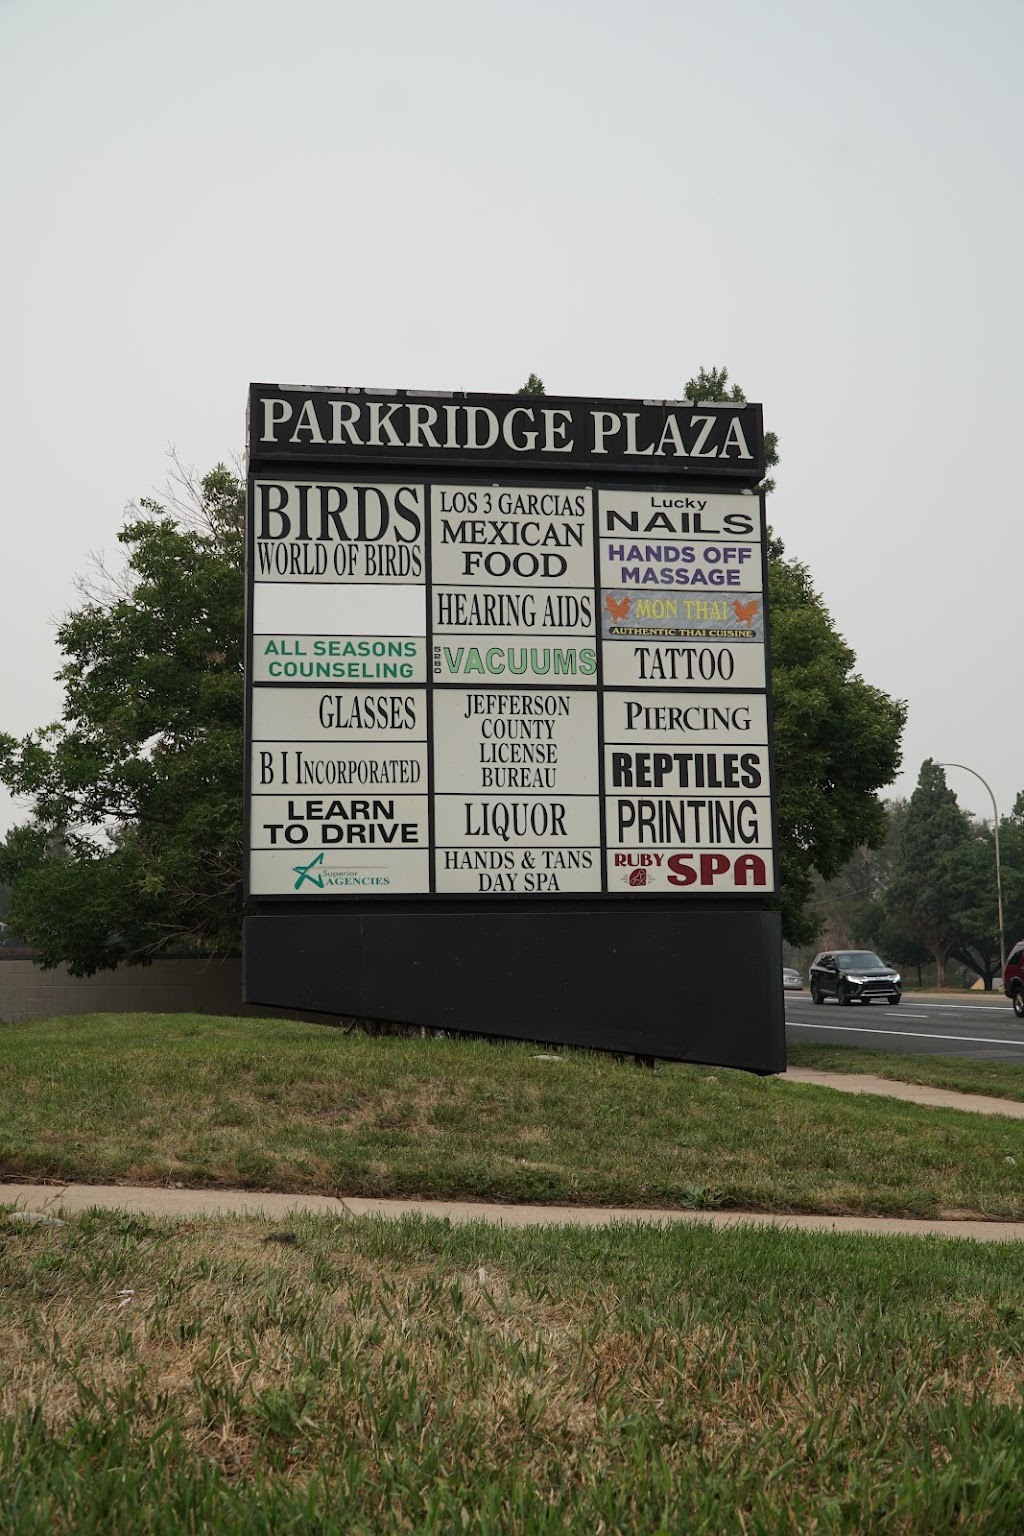 PARKRIDGE PLAZA
BIRDS
WORLD OF BIRDS
ALL SEASONS
COUNSELING
GLASSES
B I INCORPORATED
LEARN
TO DRIVE
Superior
AGENCIES
LOS 3 GARCIAS
MEXICAN
FOOD
HEARING AIDS
5280 VACUUMS
JEFFERSON
COUNTY
LICENSE
BUREAU
LIQUOR
HANDS & TANS
DAY SPA
Lucky
NAILS
HANDS OFF
MASSAGE
MON THAI
AUTHENTIC THAI CUISINE
TATTOO
PIERCING
REPTILES
PRINTING
RUBY SPA